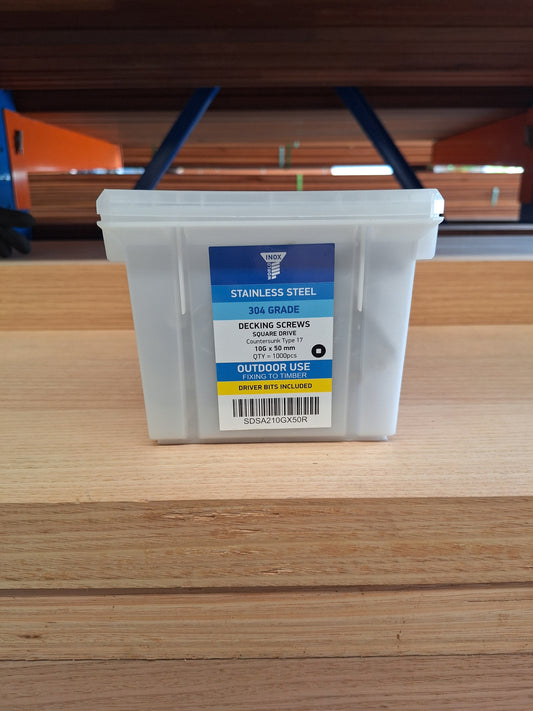 INOX
STAINLESS STEEL
304 GRADE
DECKING SCREWS
SQUARE DRIVE
Countersunk Type 17
10G x 50 mm
QTY = 1000pcs
OUTDOOR USE
FIXING TO TIMBER
DRIVER BITS INCLUDED
SDSA210GX50R